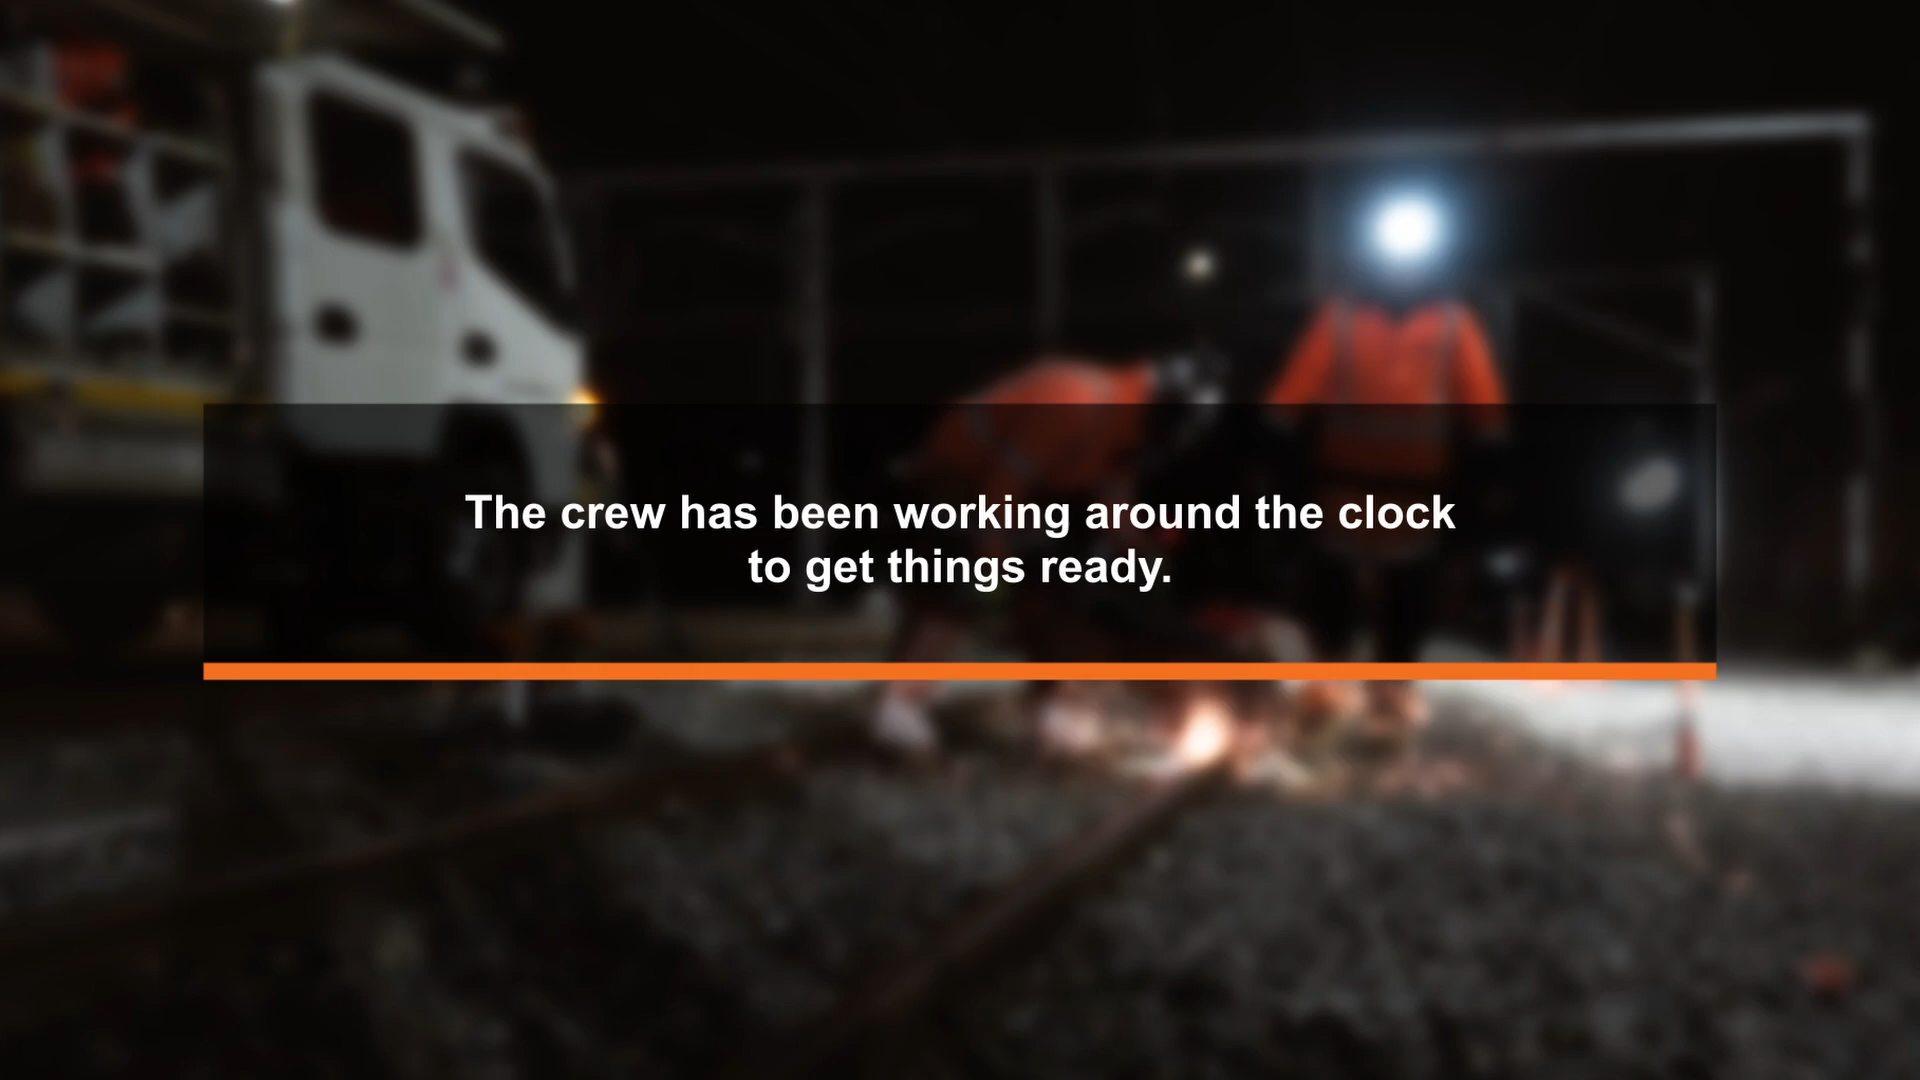 The crew has been working around the clock
to get things ready.